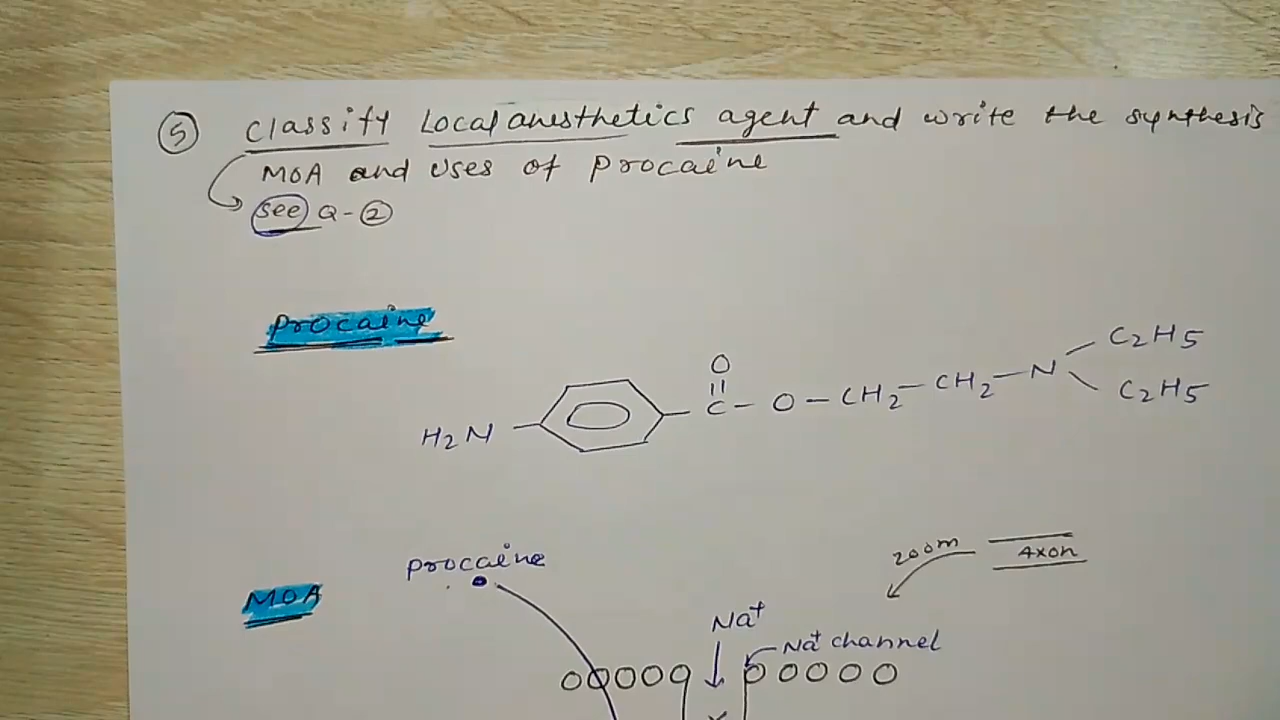 5 Classify Local anesthetics agent and write the synthesis
MOA and uses of Procaine
See Q-2
Procaine
H2N C O O CH2 CH2 N C2H5 C2H5
MOA
Procaine
zoom Axon
Na+
Na+ channel